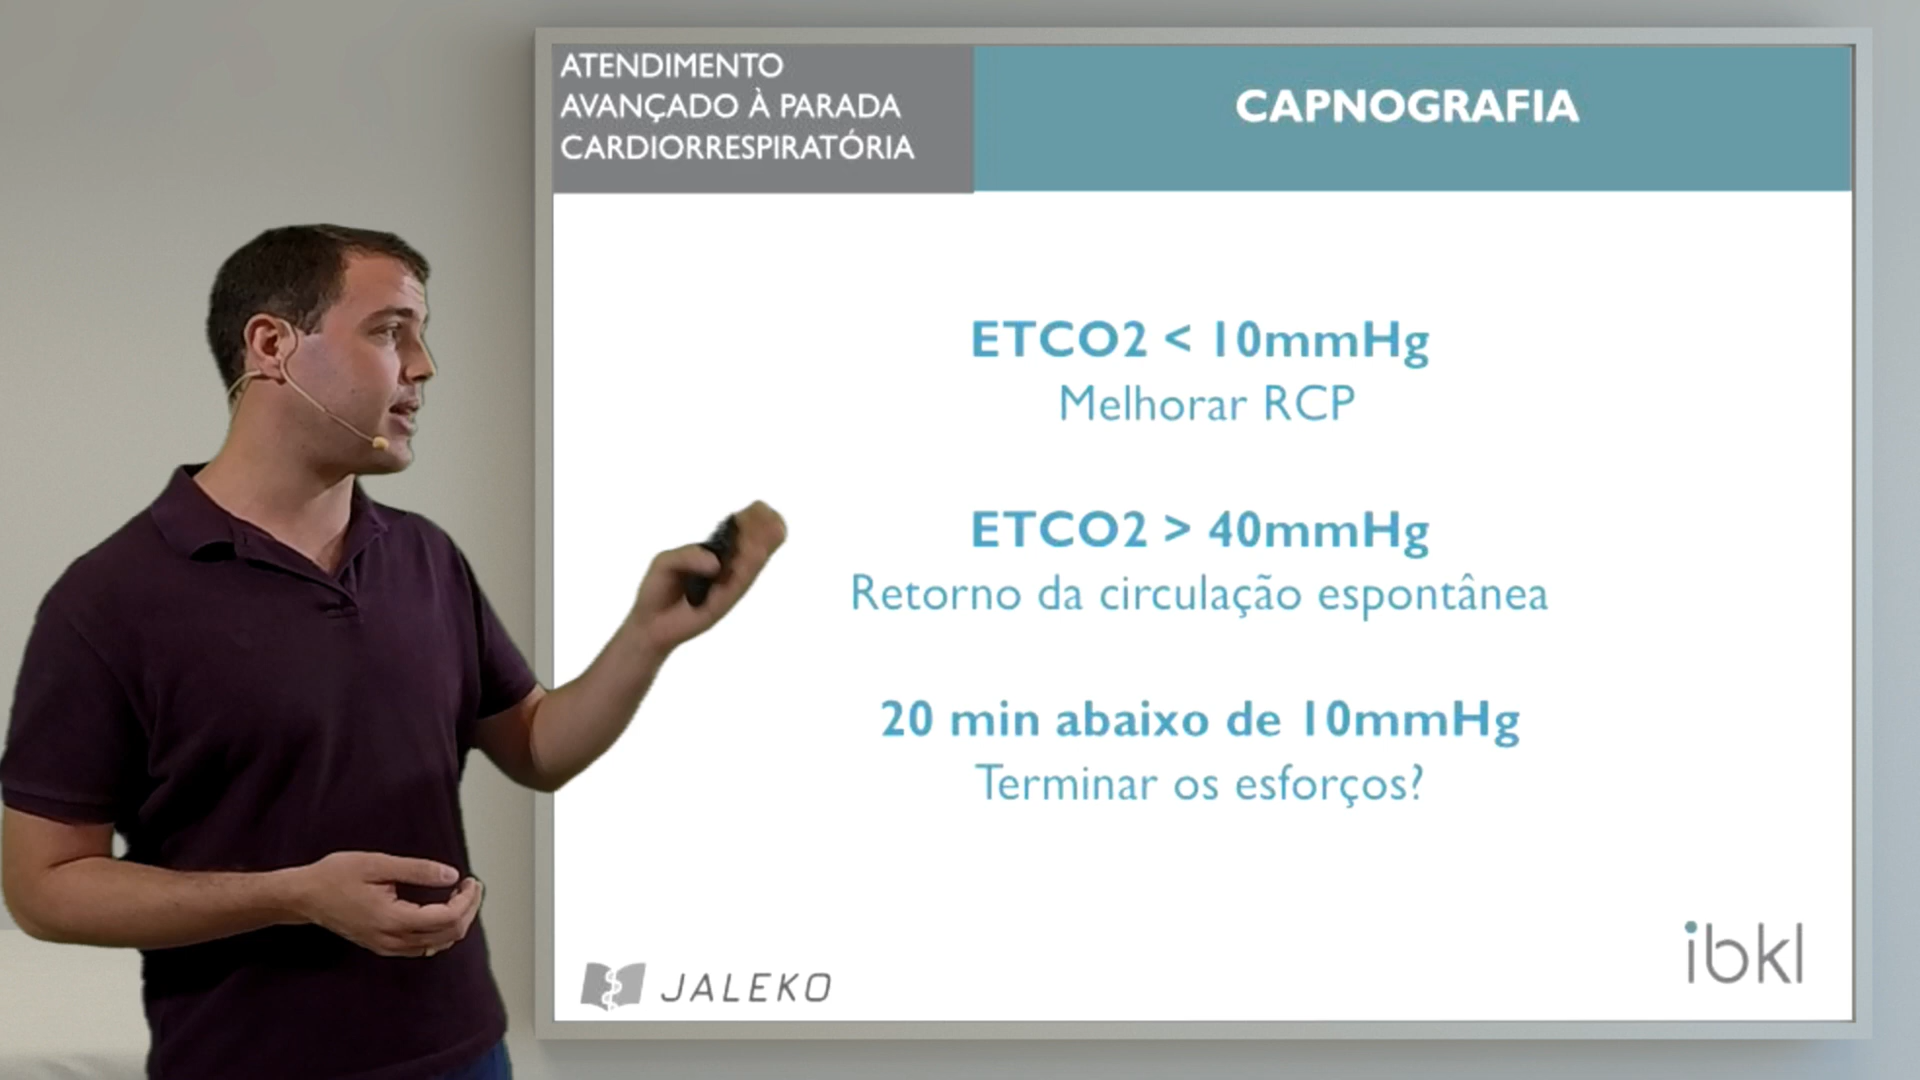 ATENDIMENTO
AVANÇADO À PARADA
CARDIORRESPIRATÓRIA
CAPNOGRAFIA
ETCO2 < 10mmHg
Melhorar RCP
ETCO2 > 40mmHg
Retorno da circulação espontânea
20 min abaixo de 10mmHg
Terminar os esforços?
JALEKO
ibkl